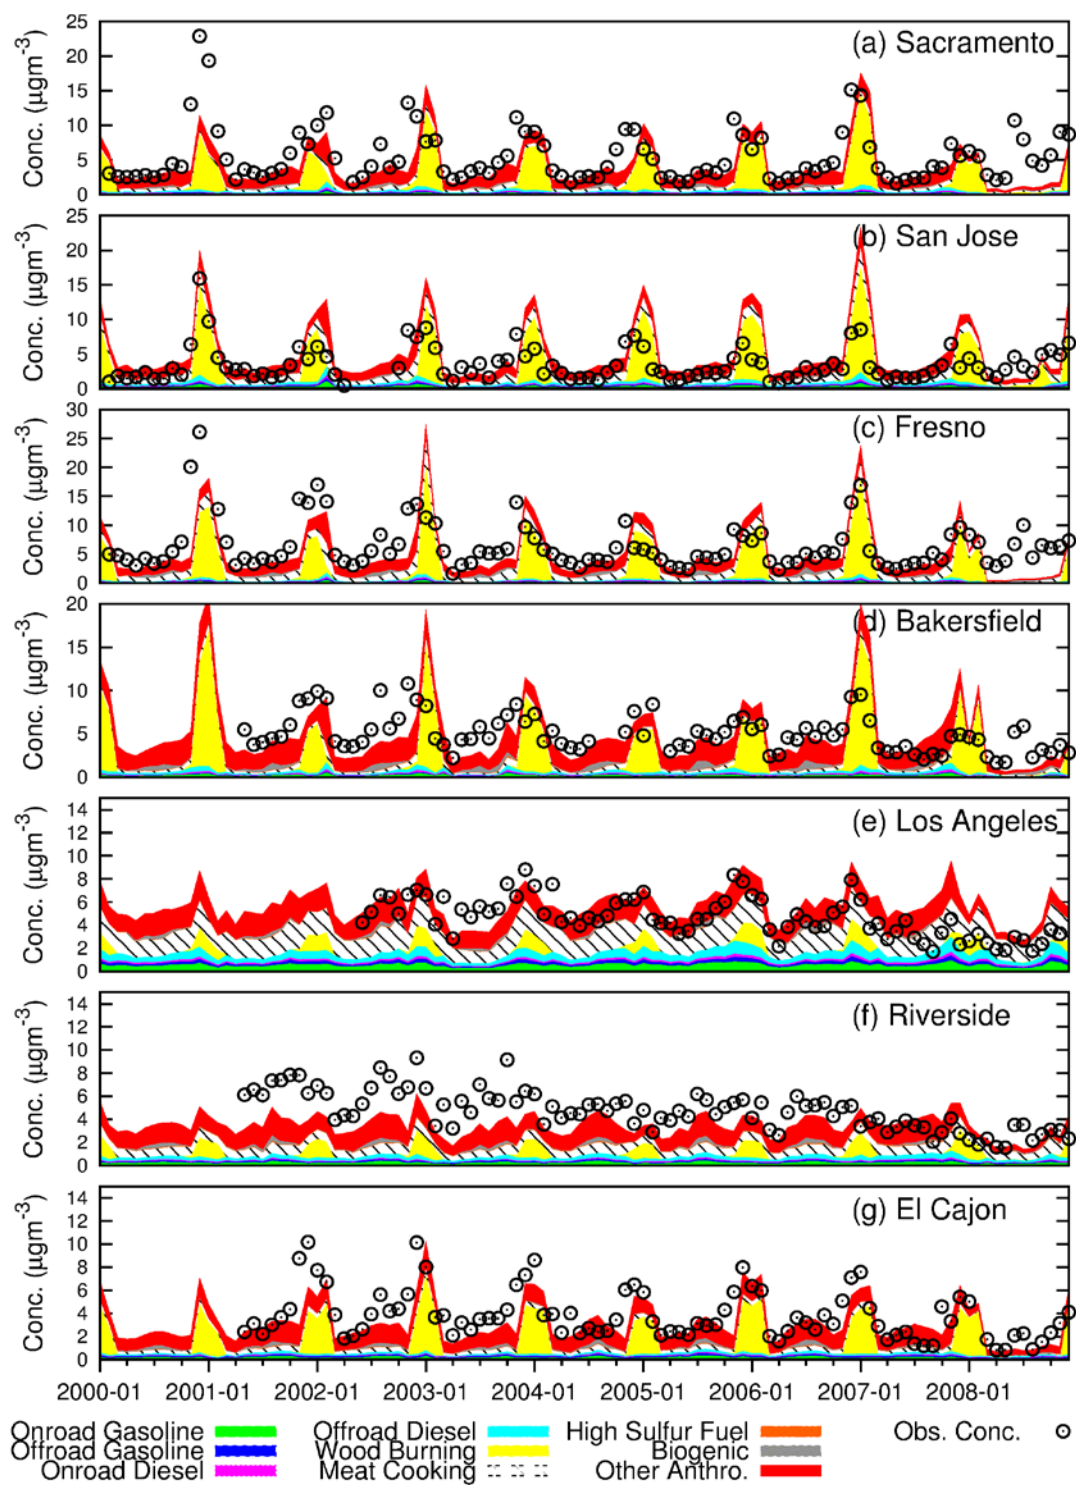 25
20
15
10
5
0
Conc. (μgm-3)
(a) Sacramento
25
20
15
10
5
0
Conc. (μgm-3)
(b) San Jose
30
25
20
15
10
5
0
Conc. (μgm-3)
(c) Fresno
20
15
10
5
0
Conc. (μgm-3)
(d) Bakersfield
14
12
10
8
6
4
2
0
Conc. (μgm-3)
(e) Los Angeles
14
12
10
8
6
4
2
0
Conc. (μgm-3)
(f) Riverside
14
12
10
8
6
4
2
0
Conc. (μgm-3)
(g) El Cajon
2000-01 2001-01 2002-01 2003-01 2004-01 2005-01 2006-01 2007-01 2008-01
Onroad Gasoline Offroad Diesel High Sulfur Fuel Obs. Conc.
Offroad Gasoline Wood Burning Biogenic
Onroad Diesel Meat Cooking Other Anthro.